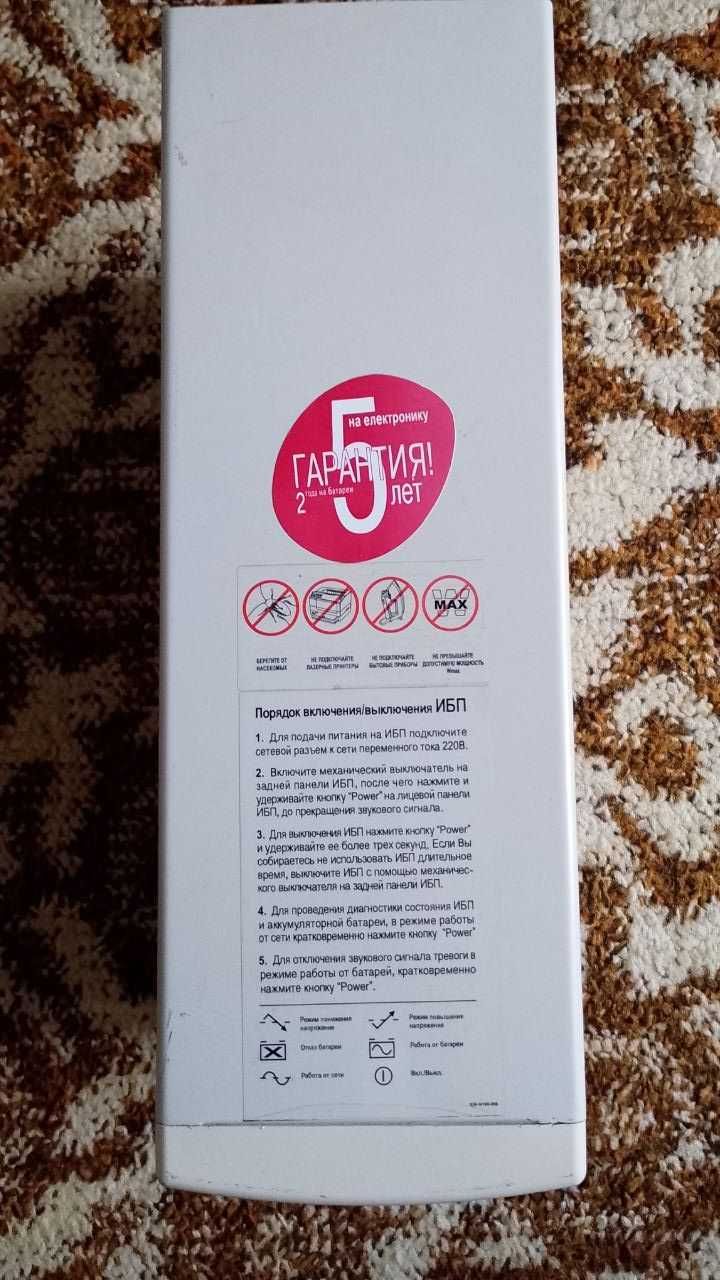 на електронику
5
ГАРАНТИЯ!
2 года на батареи
лет
MAX
W
БЕРЕГИТЕ ОТ
НАСЕКОМЫХ
НЕ ПОДКЛЮЧАЙТЕ
ЛАЗЕРНЫЕ ПРИНТЕРЫ
НЕ ПОДКЛЮЧАЙТЕ
БЫТОВЫЕ ПРИБОРЫ
НЕ ПРЕВЫШАЙТЕ
ДОПУСТИМУЮ МОЩНОСТЬ
Wmax
Порядок включения/выключения ИБП
1. Для подачи питания на ИБП подключите
сетевой разъем к сети переменного тока 220В.
2. Включите механический выключатель на
задней панели ИБП, после чего нажмите и
удерживайте кнопку "Power" на лицевой панели
ИБП, до прекращения звукового сигнала.
3. Для выключения ИБП нажмите кнопку "Power"
и удерживайте ее более трех секунд. Если Вы
собираетесь не использовать ИБП длительное
время, выключите ИБП с помощью механичес-
кого выключателя на задней панели ИБП.
4. Для проведения диагностики состояния ИБП
и аккумуляторной батареи, в режиме работы
от сети кратковременно нажмите кнопку "Power"
5. Для отключения звукового сигнала тревоги в
режиме работы от батарей, кратковременно
нажмите кнопку "Power".
Режим понижения
напряжения
Режим повышения
напряжения
Отказ батареи
Работа от батареи
Работа от сети
Вкл./Выкл.